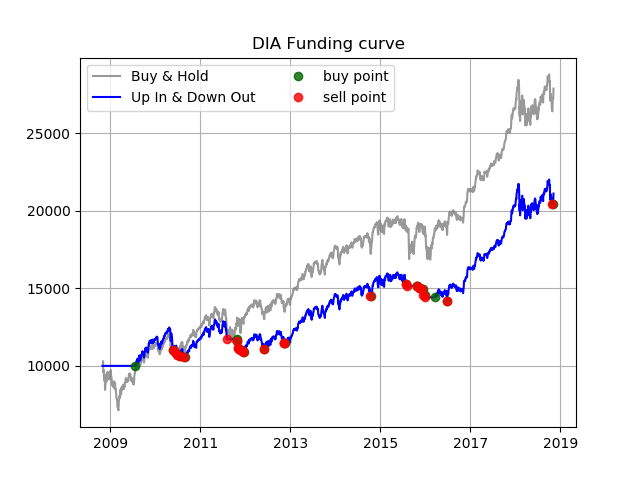 DIA Funding curve
Buy & Hold
Up In & Down Out
buy point
sell point
25000
20000
15000
10000
2009 2011 2013 2015 2017 2019